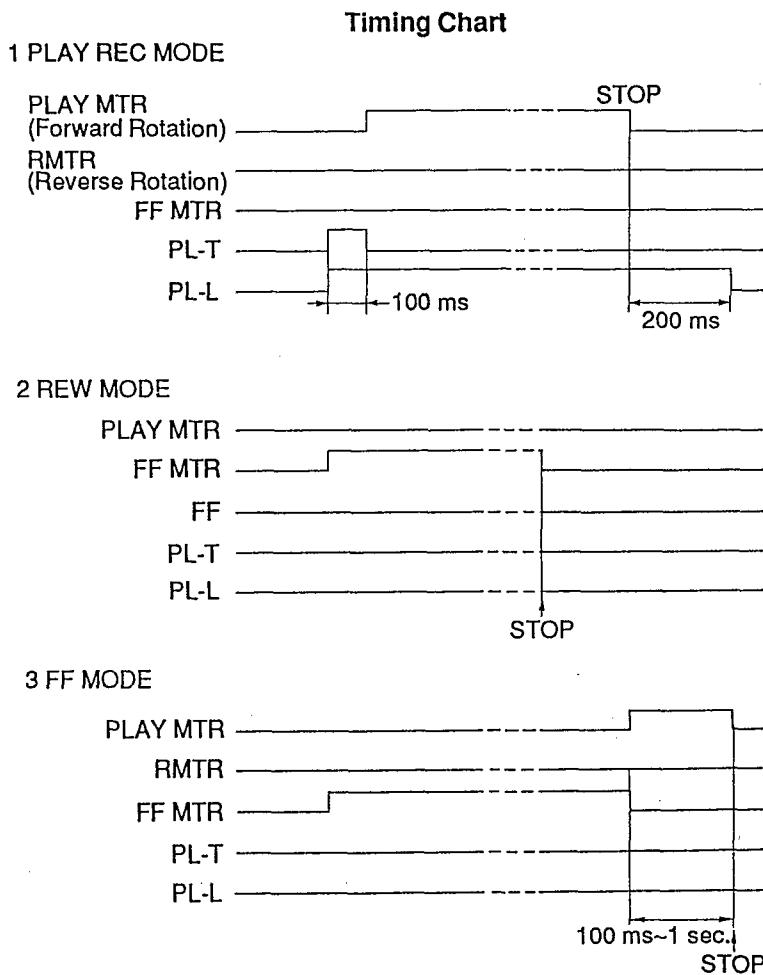 Timing Chart
1 PLAY REC MODE
STOP
PLAY MTR
(Forward Rotation)
RMTR
(Reverse Rotation)
FF MTR
PL-T
PL-L
100 ms
200 ms
2 REW MODE
PLAY MTR
FF MTR
FF
PL-T
PL-L
STOP
3 FF MODE
PLAY MTR
RMTR
FF MTR
PL-T
PL-L
100 ms~1 sec.
STOP